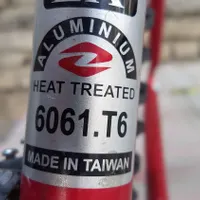 ALUMINIUM
HEAT TREATED
6061.T6
MADE IN TAIWAN